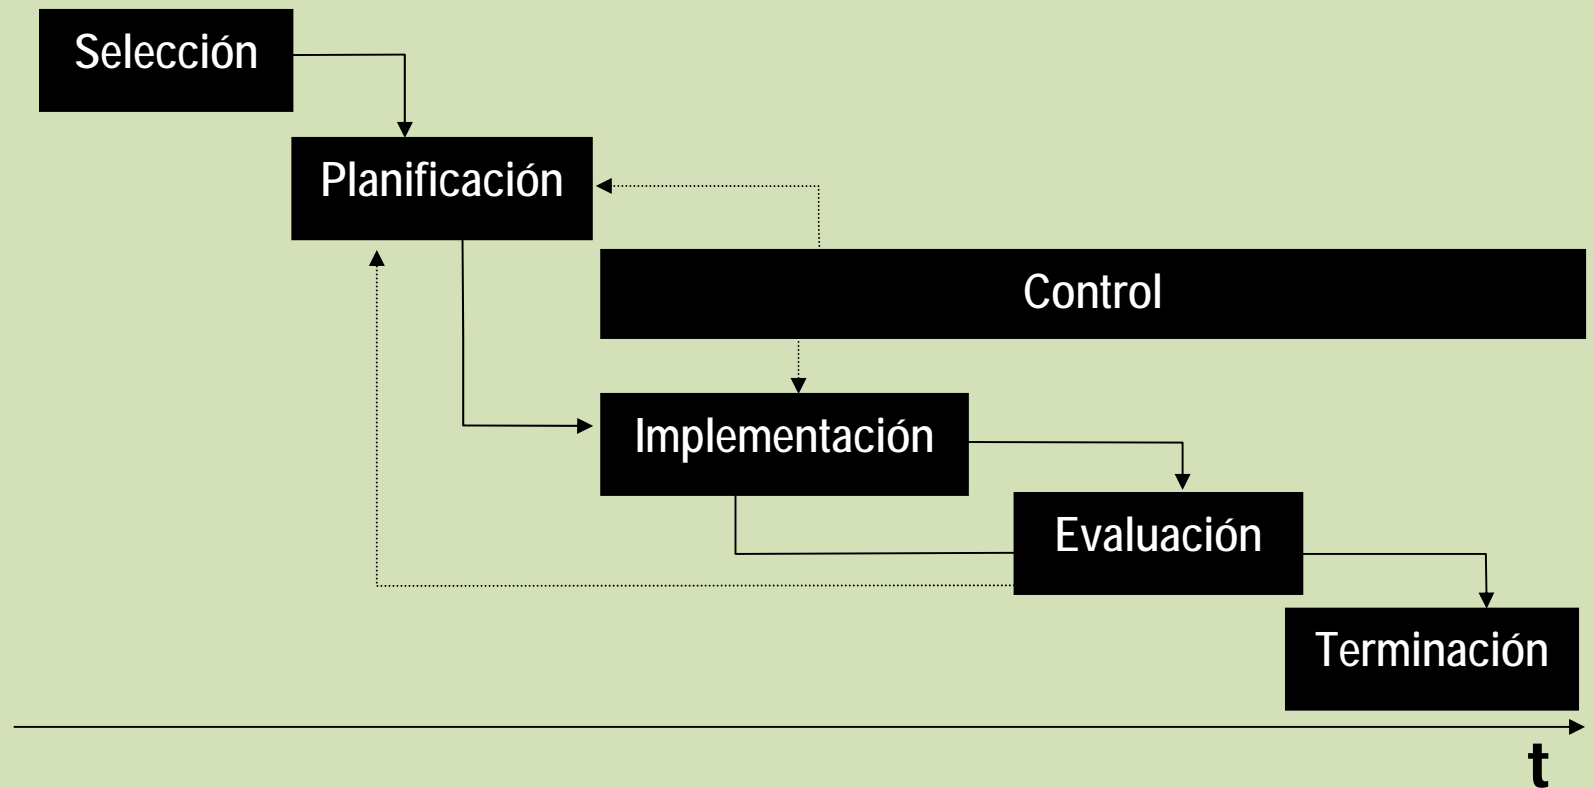 Selección
Planificación
Control
Implementación
Evaluación
Terminación
t